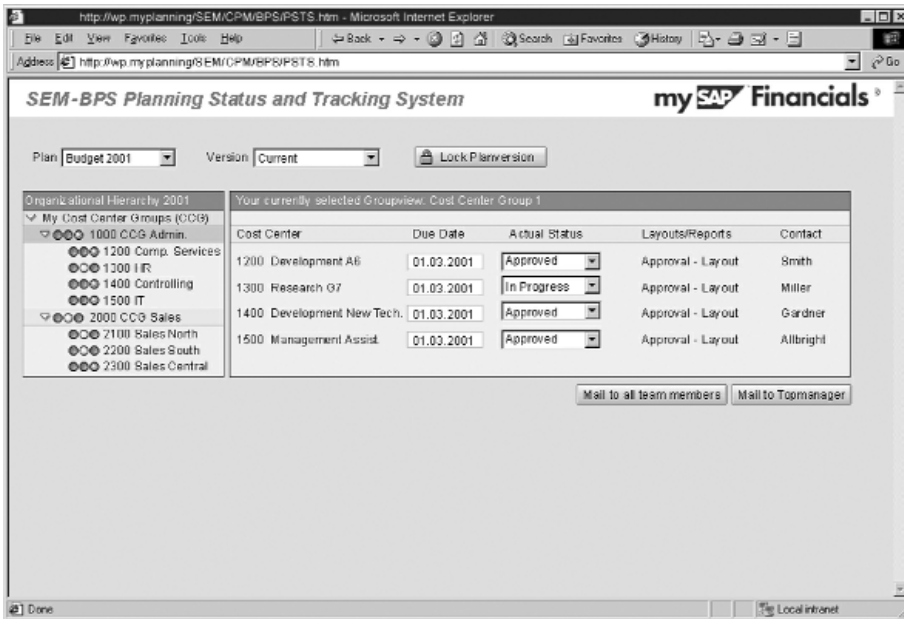 http://wp.myplanning/SEM/CPM/BPS/PSTS.htm - Microsoft Internet Explorer
File Edit View Favorites Tools Help
Back Search Favorites History
Address http://wp.myplanning/SEM/CPM/BPS/PSTS.htm Go
SEM-BPS Planning Status and Tracking System
my SAP Financials ®
Plan Budget 2001 Version Current Lock Planversion
Organizational Hierarchy 2001
My Cost Center Groups (CCG)
1000 CCG Admin.
1200 Comp. Services
1300 HR
1400 Controlling
1500 IT
2000 CCG Sales
2100 Sales North
2200 Sales South
2300 Sales Central
Your currently selected Groupview. Cost Center Group 1
Cost Center Due Date Actual Status Layouts/Reports Contact
1200 Development A6 01.03.2001 Approved Approval - Layout Smith
1300 Research G7 01.03.2001 In Progress Approval - Layout Miller
1400 Development New Tech. 01.03.2001 Approved Approval - Layout Gardner
1500 Management Assist. 01.03.2001 Approved Approval - Layout Allbright
Mail to all team members Mail to Topmanager
Done Local intranet